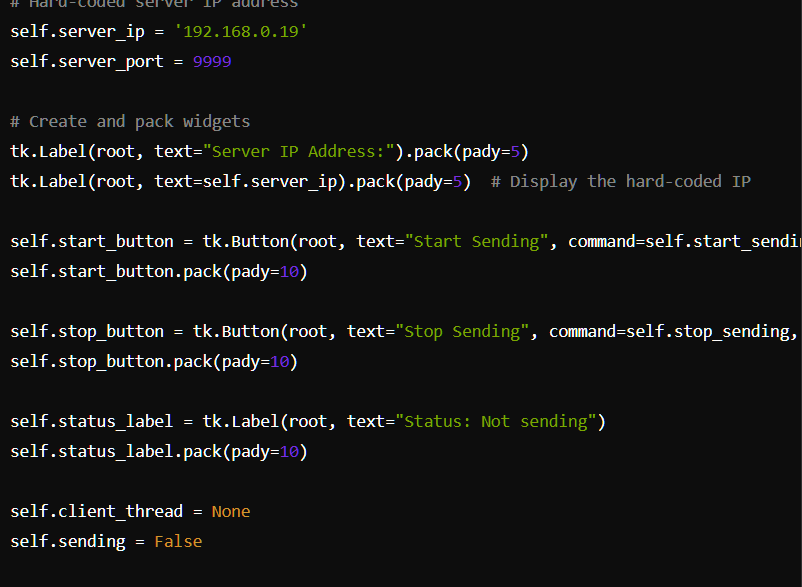 # Hard-coded server IP address
self.server_ip = '192.168.0.19'
self.server_port = 9999
# Create and pack widgets
tk.Label(root, text="Server IP Address:").pack(pady=5)
tk.Label(root, text=self.server_ip).pack(pady=5)  # Display the hard-coded IP
self.start_button = tk.Button(root, text="Start Sending", command=self.start_sendi
self.start_button.pack(pady=10)
self.stop_button = tk.Button(root, text="Stop Sending", command=self.stop_sending,
self.stop_button.pack(pady=10)
self.status_label = tk.Label(root, text="Status: Not sending")
self.status_label.pack(pady=10)
self.client_thread = None
self.sending = False